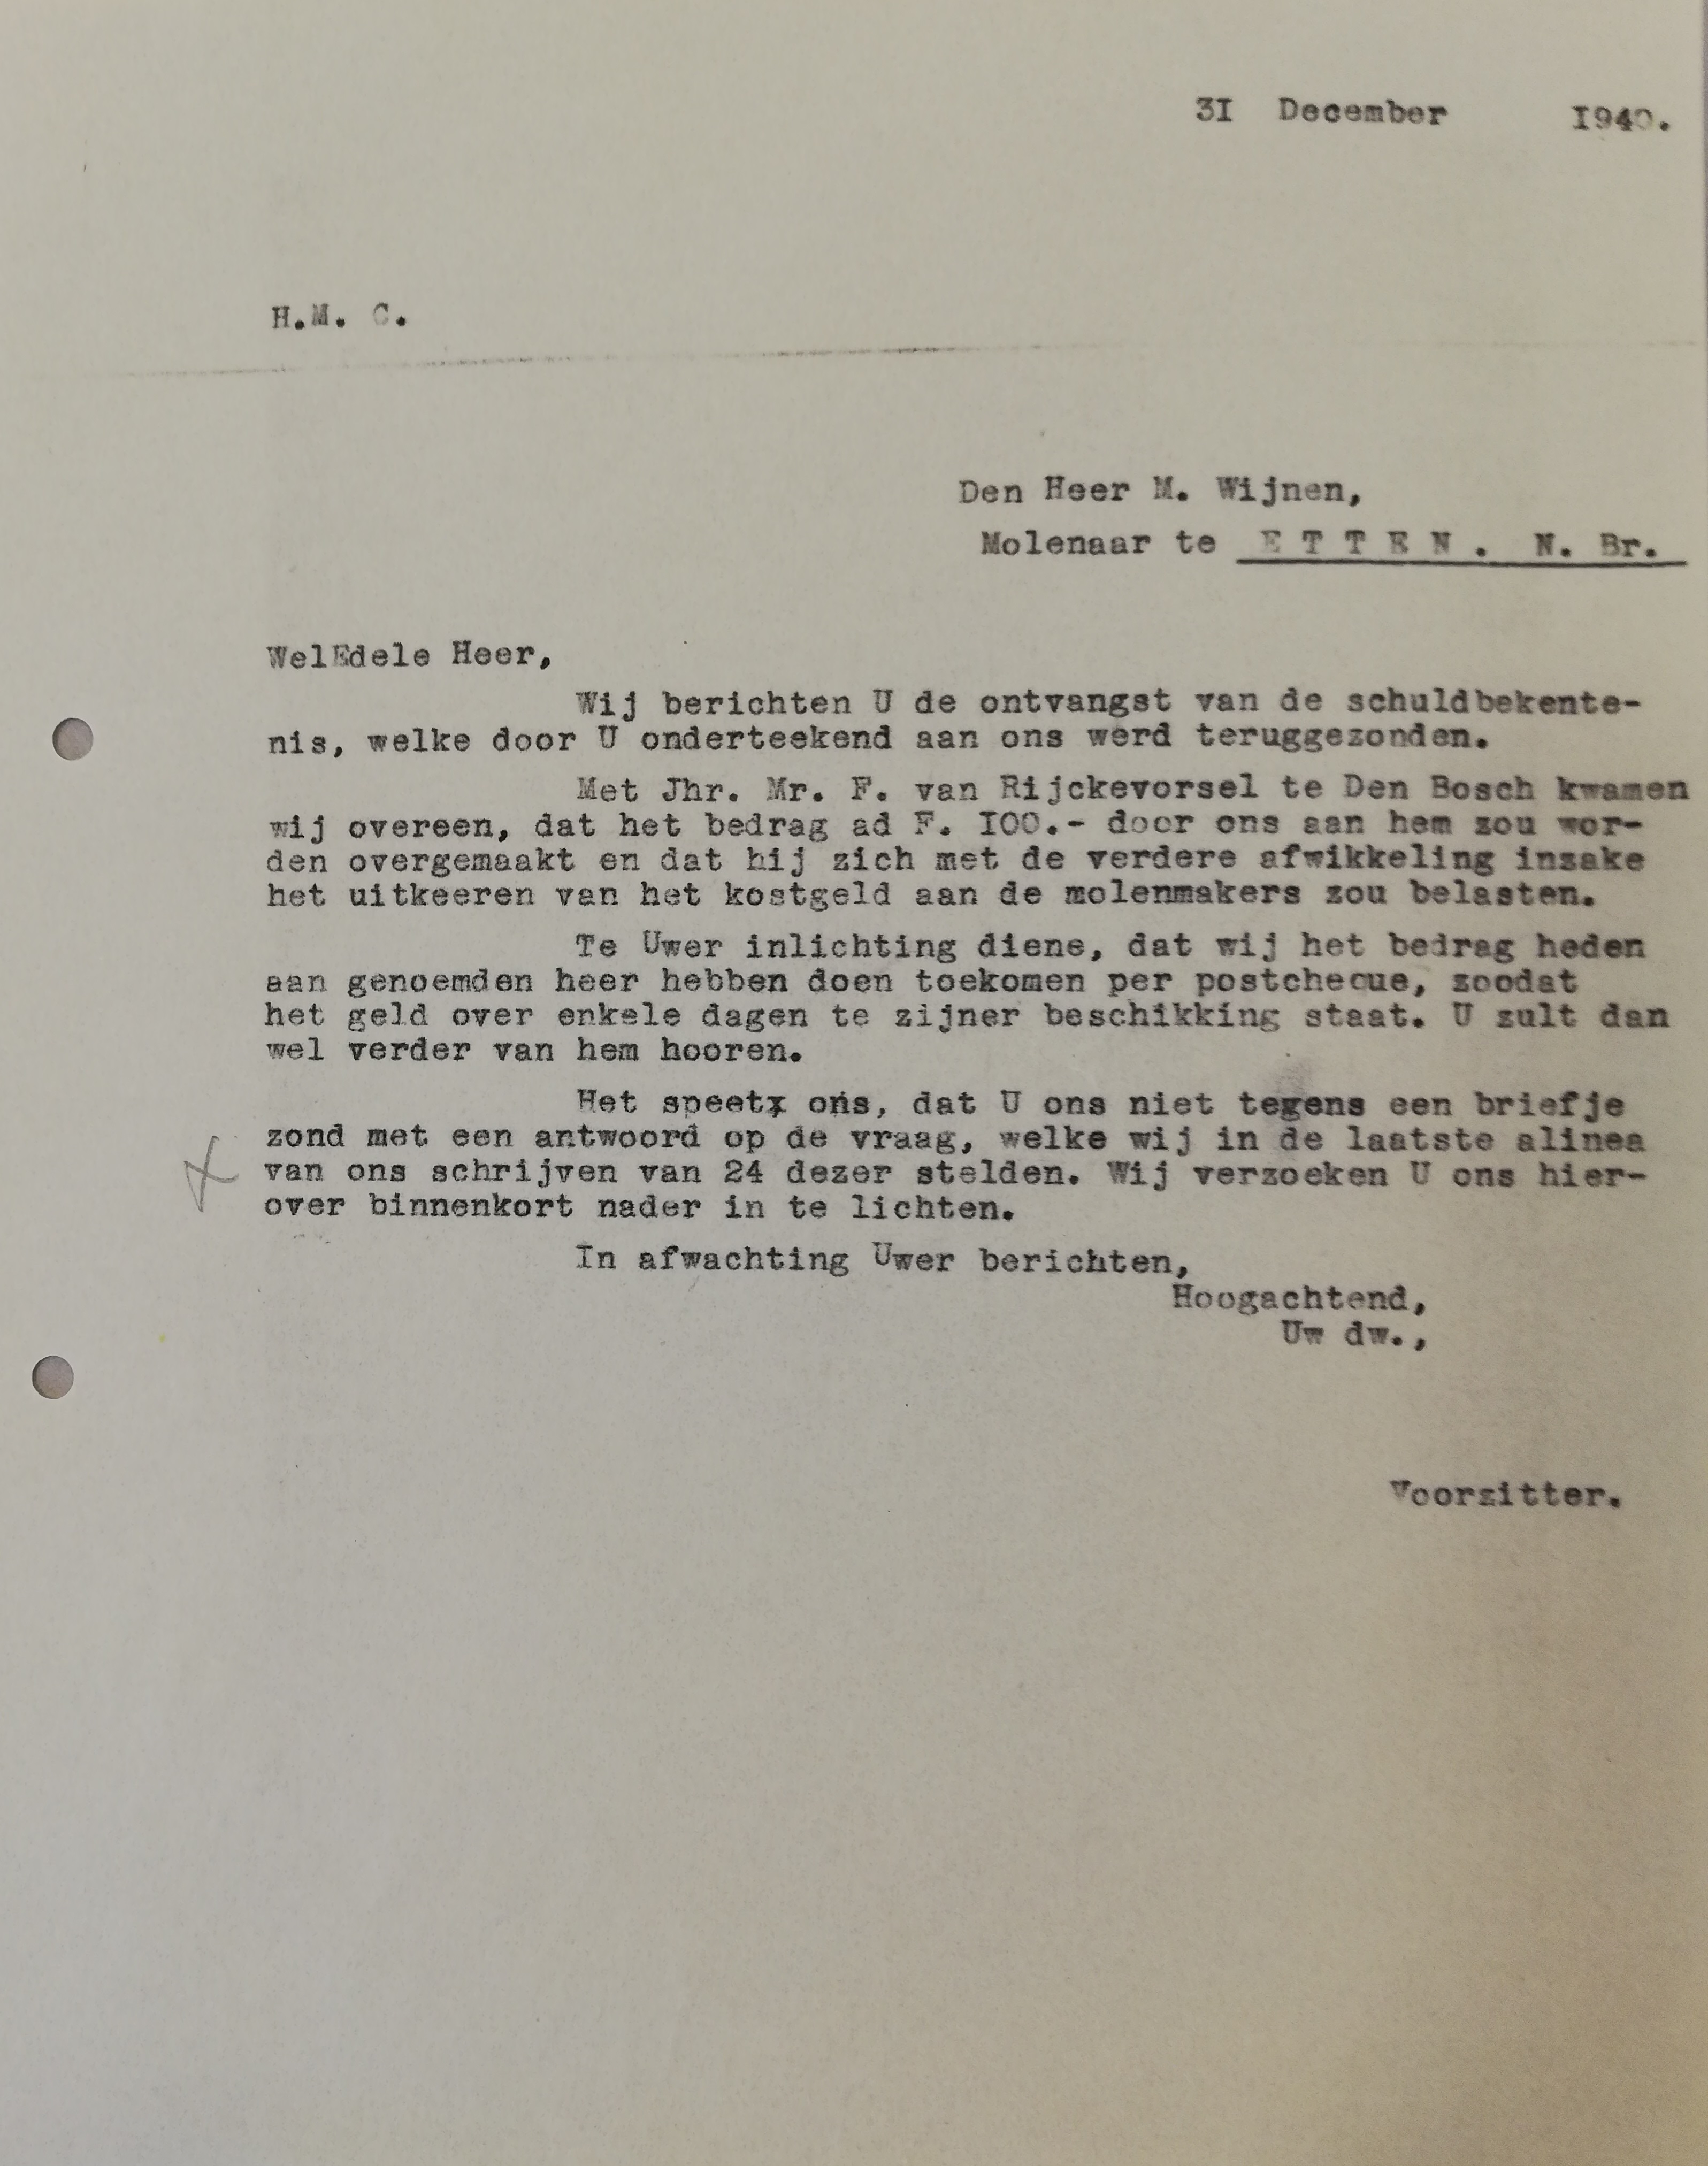 31 December 1940.
H.M. C.
Den Heer M. Wijnen,
Molenaar te E T T E N . N. Br.
WelEdele Heer,
Wij berichten U de ontvangst van de schuldbekente-
nis, welke door U onderteekend aan ons werd teruggezonden.
Met Jhr. Mr. F. van Rijckevorsel te Den Bosch kwamen
wij overeen, dat het bedrag ad F. 100.- door ons aan hem zou wor-
den overgemaakt en dat hij zich met de verdere afwikkeling inzake
het uitkeeren van het kostgeld aan de molenmakers zou belasten.
Te Uwer inlichting diene, dat wij het bedrag heden
aan genoemden heer hebben doen toekomen per postcheque, zoodat
het geld over enkele dagen te zijner beschikking staat. U zult dan
wel verder van hem hooren.
Het speetx ons, dat U ons niet tegens een briefje
zond met een antwoord op de vraag, welke wij in de laatste alinea
van ons schrijven van 24 dezer stelden. Wij verzoeken U ons hier-
over binnenkort nader in te lichten.
In afwachting Uwer berichten,
Hoogachtend,
Uw dw.,
Voorzitter.